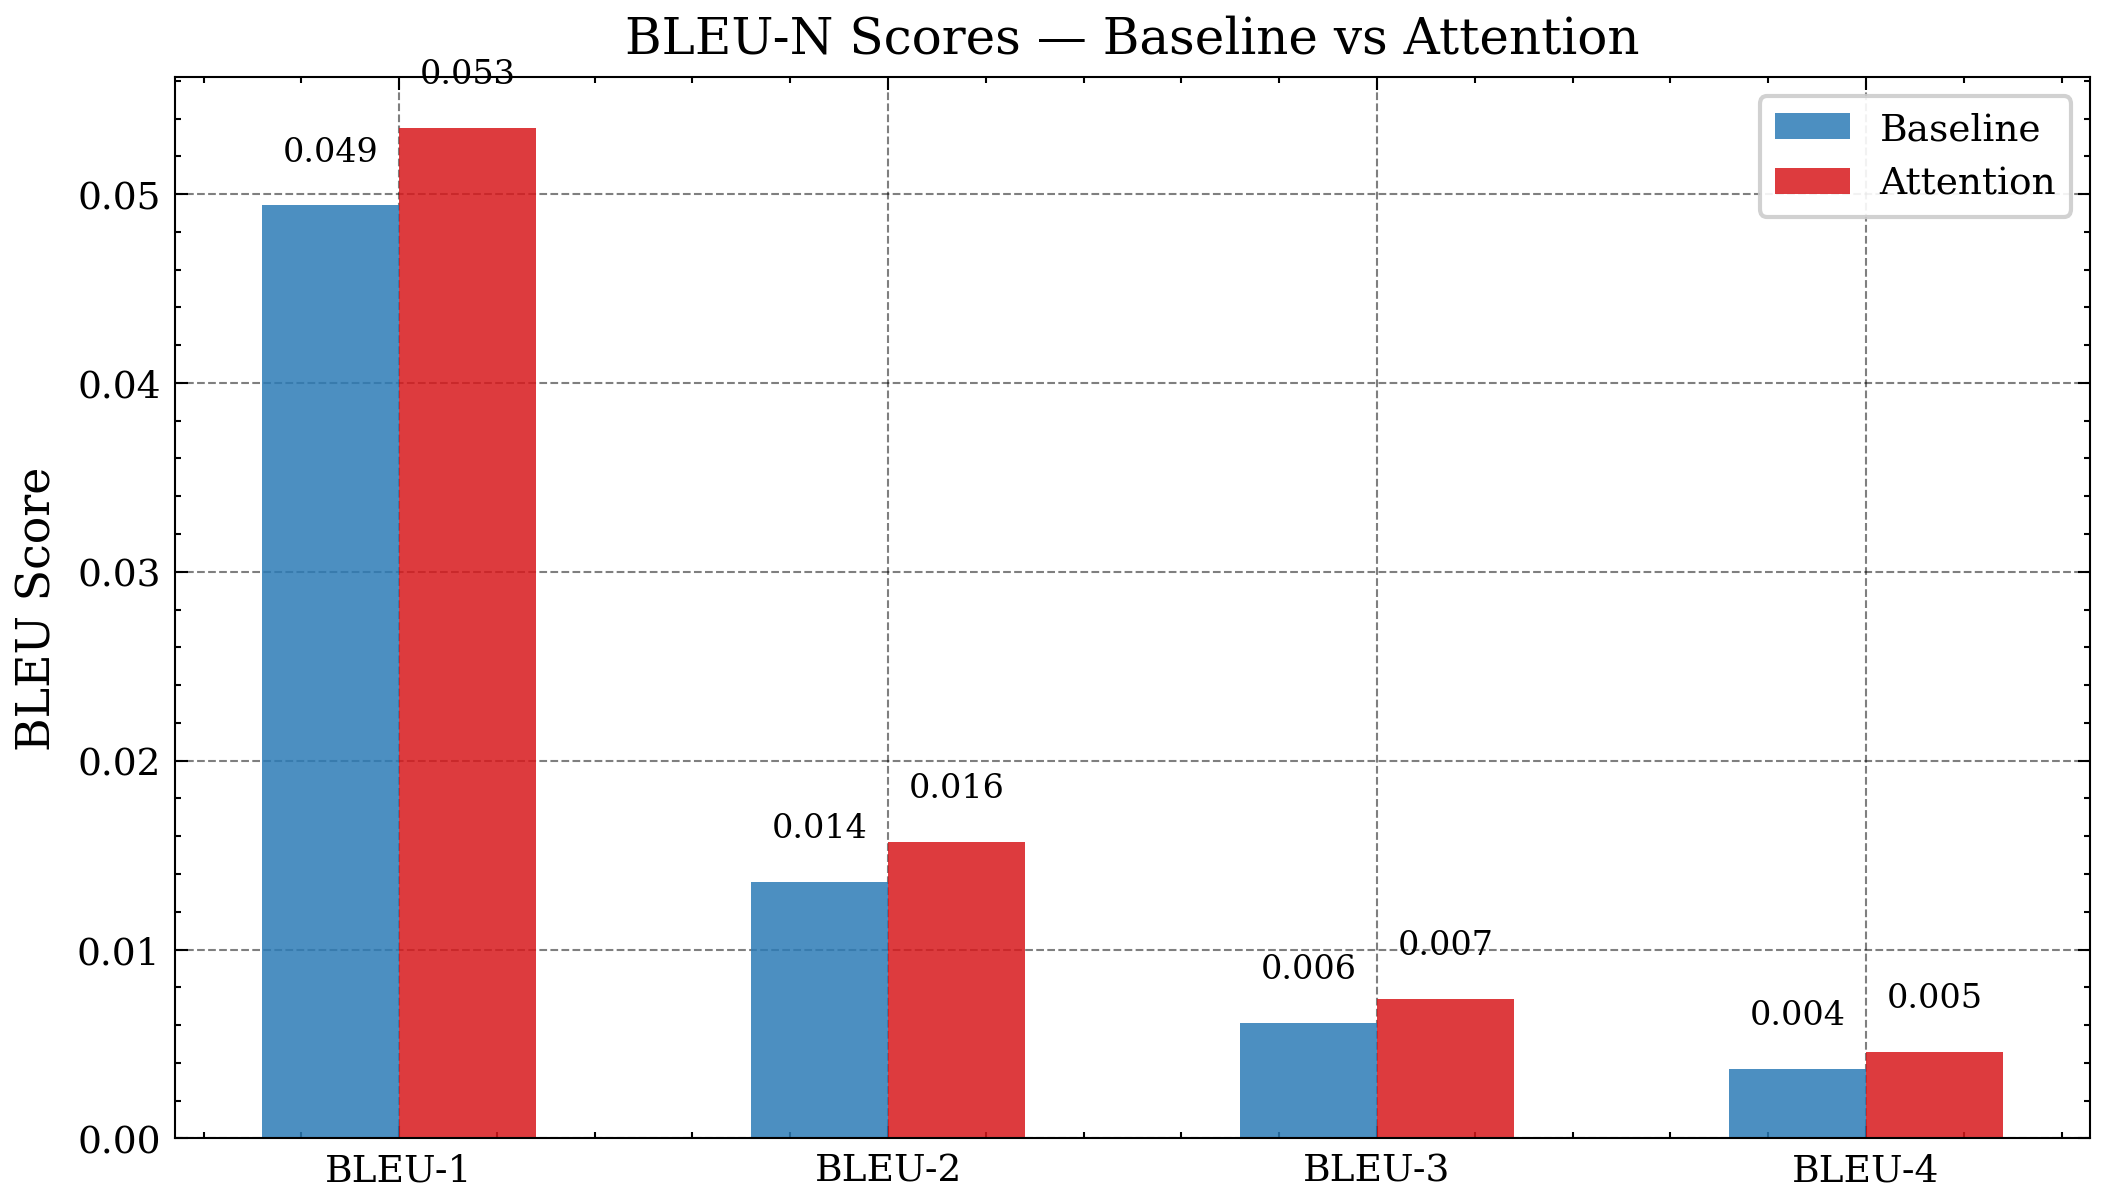 BLEU-N Scores — Baseline vs Attention
0.053
0.049
Baseline
Attention
0.05
0.04
0.03
0.02
0.01
0.00
BLEU Score
0.016
0.014
0.007
0.006
0.005
0.004
BLEU-1
BLEU-2
BLEU-3
BLEU-4